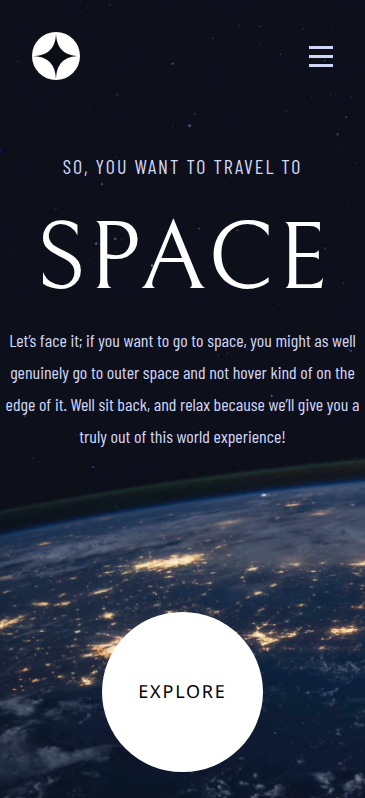 SO, YOU WANT TO TRAVEL TO
SPACE
Let’s face it; if you want to go to space, you might as well
genuinely go to outer space and not hover kind of on the
edge of it. Well sit back, and relax because we’ll give you a
truly out of this world experience!
EXPLORE